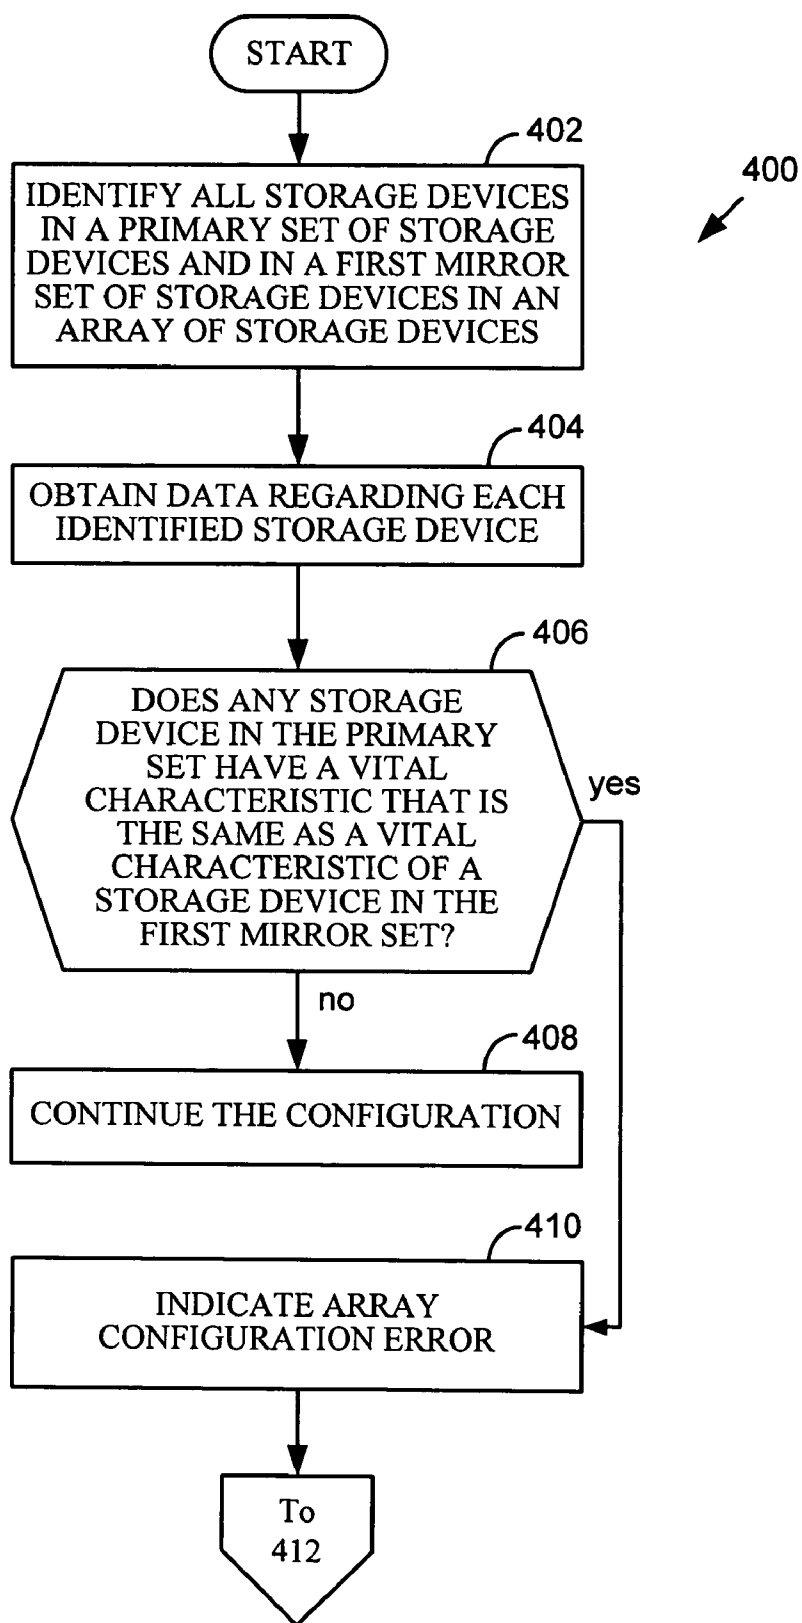 START
402
400
IDENTIFY ALL STORAGE DEVICES
IN A PRIMARY SET OF STORAGE
DEVICES AND IN A FIRST MIRROR
SET OF STORAGE DEVICES IN AN
ARRAY OF STORAGE DEVICES
404
OBTAIN DATA REGARDING EACH
IDENTIFIED STORAGE DEVICE
406
DOES ANY STORAGE
DEVICE IN THE PRIMARY
SET HAVE A VITAL
CHARACTERISTIC THAT IS
THE SAME AS A VITAL
CHARACTERISTIC OF A
STORAGE DEVICE IN THE
FIRST MIRROR SET?
yes
no
408
CONTINUE THE CONFIGURATION
410
INDICATE ARRAY
CONFIGURATION ERROR
To
412